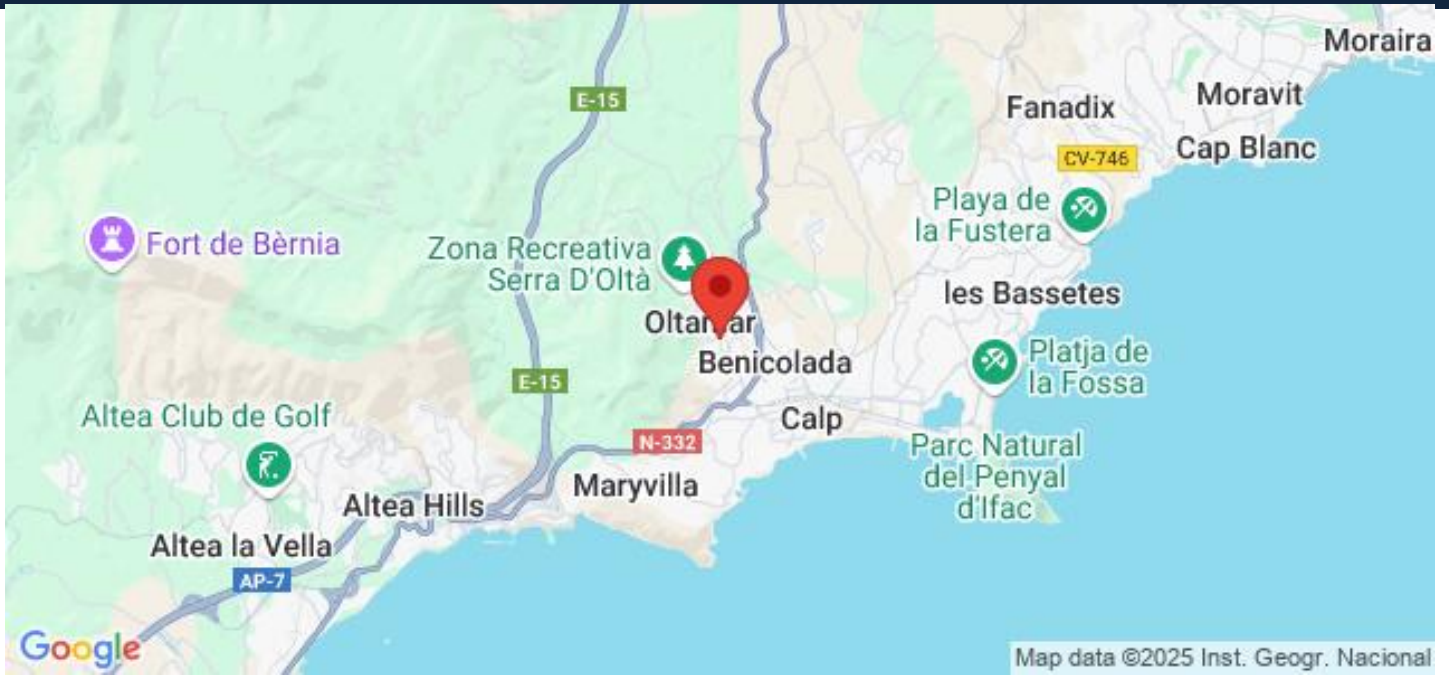 Moraira
Moravit
Fanadix
E-15
Cap Blanc
CV-746
Playa de
la Fustera
Fort de Bèrnia
Zona Recreativa
Serra D'Oltà
les Bassetes
Oltamar
Benicolada
Platja de
la Fossa
E-15
Altea Club de Golf
Calp
N-332
Parc Natural
del Penyal
d'Ifac
Maryvilla
Altea Hills
Altea la Vella
AP-7
Google
Map data ©2025 Inst. Geogr. Nacional